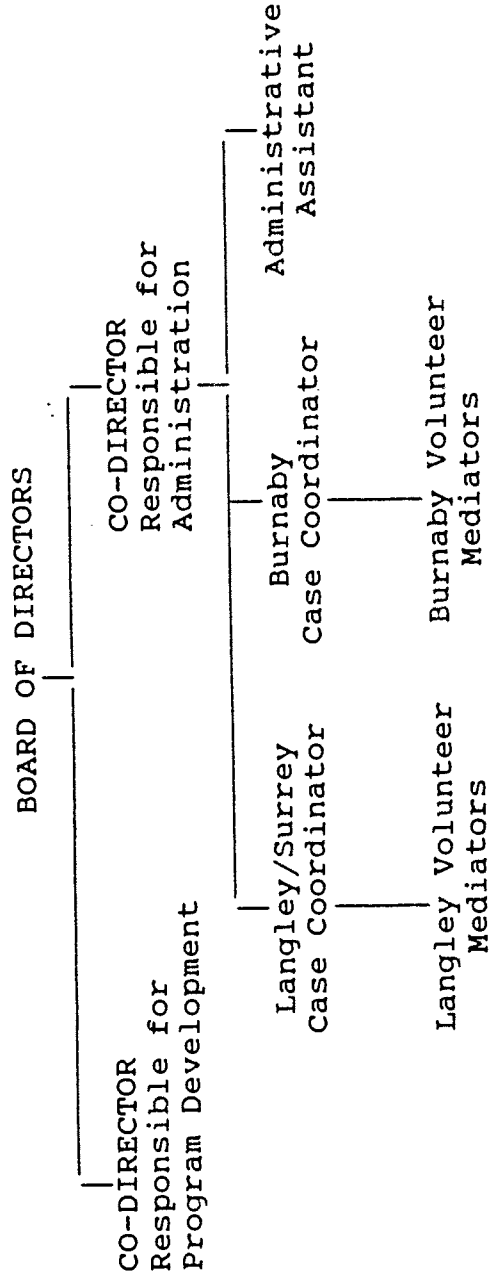 BOARD OF DIRECTORS
CO-DIRECTOR
Responsible for
Program Development
CO-DIRECTOR
Responsible for
Administration
Langley/Surrey
Case Coordinator
Burnaby
Case Coordinator
Administrative
Assistant
Langley Volunteer
Mediators
Burnaby Volunteer
Mediators